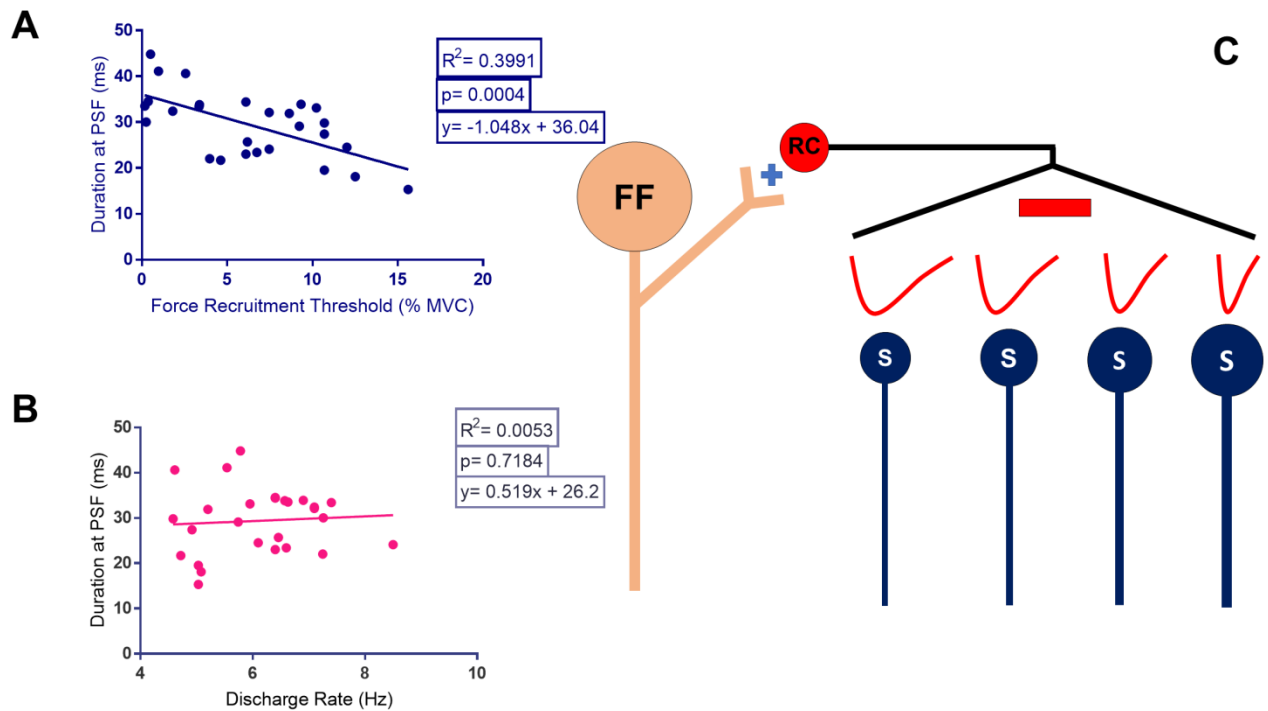 A
50
40
30
20
10
0
Duration at PSF (ms)
0
5
10
15
20
Force Recruitment Threshold (% MVC)
R²= 0.3991
p= 0.0004
y= -1.048x + 36.04
B
50
40
30
20
10
0
Duration at PSF (ms)
4
6
8
10
Discharge Rate (Hz)
R²= 0.0053
p= 0.7184
y= 0.519x + 26.2
C
FF
+
RC
S
S
S
S